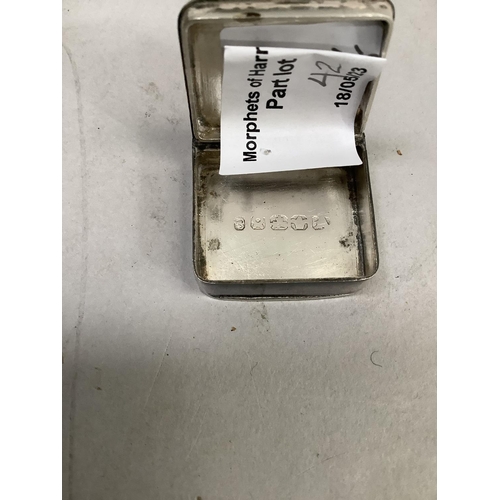 Morphets of Harr
Part lot
42
18/05/23